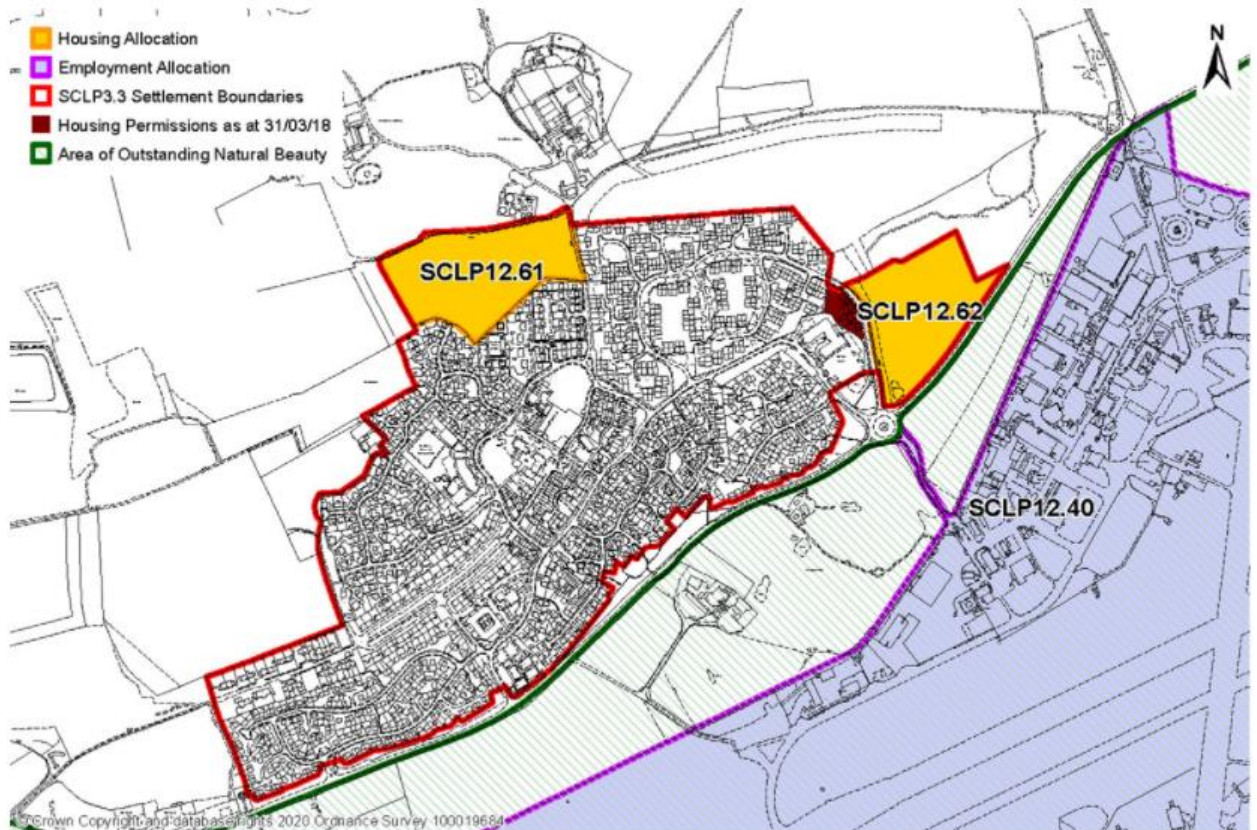 Housing Allocation
Employment Allocation
SCLP3.3 Settlement Boundaries
Housing Permissions as at 31/03/18
Area of Outstanding Natural Beauty
N
SCLP12.61
SCLP12.62
SCLP12.40
© Crown Copyright and database rights 2020 Ordnance Survey 100019684